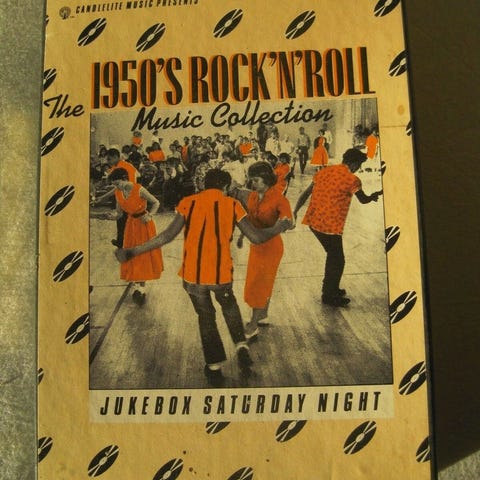 CANDLELITE MUSIC PRESENTS
The 1950'S ROCK'N'ROLL
Music Collection
JUKEBOX SATURDAY NIGHT